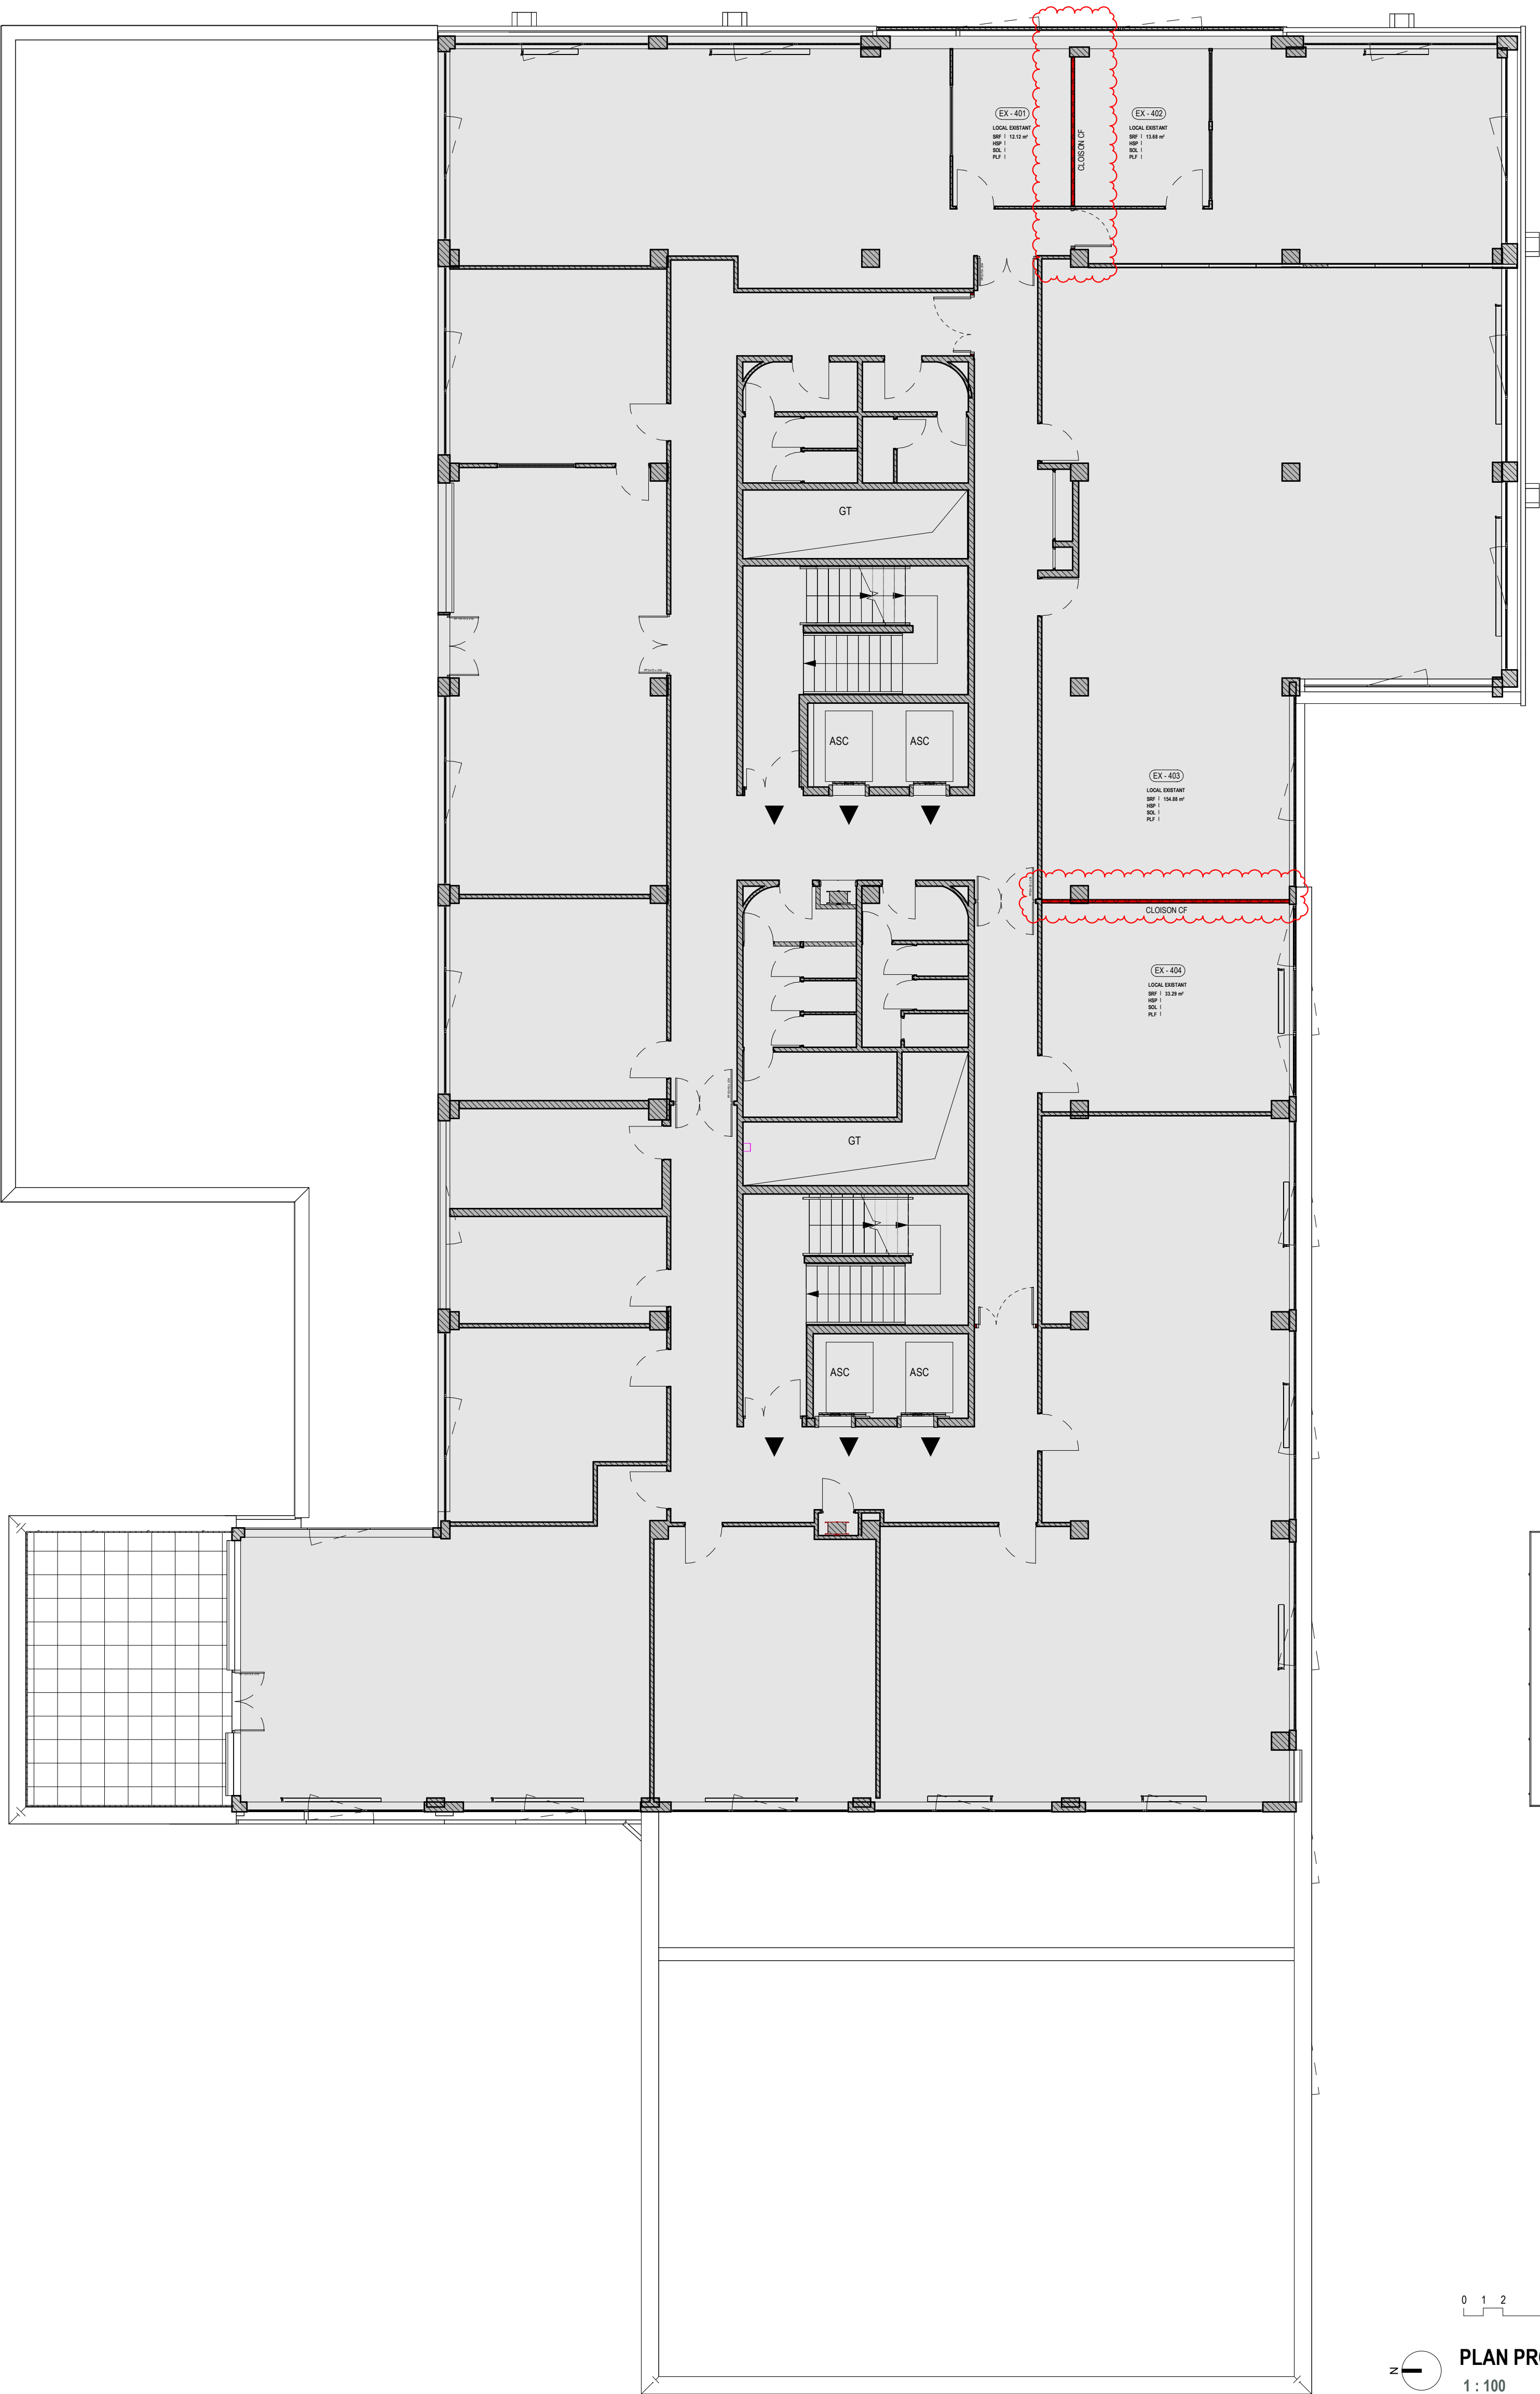 EX - 401
LOCAL EXISTANT
SRF | 12.12 m²
HSP |
SOL |
PLF |
CLOISON CF
EX - 402
LOCAL EXISTANT
SRF | 13.68 m²
HSP |
SOL |
PLF |
GT
ASC
ASC
EX - 403
LOCAL EXISTANT
SRF | 154.88 m²
HSP |
SOL |
PLF |
CLOISON CF
EX - 404
LOCAL EXISTANT
SRF | 33.29 m²
HSP |
SOL |
PLF |
GT
ASC
ASC
0 1 2
N
PLAN PR
1 : 100